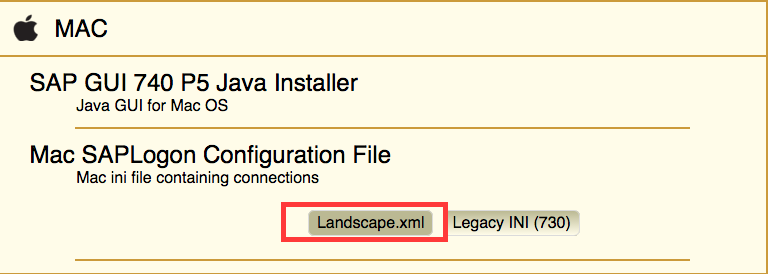 MAC
SAP GUI 740 P5 Java Installer
Java GUI for Mac OS
Mac SAPLogon Configuration File
Mac ini file containing connections
Landscape.xml Legacy INI (730)